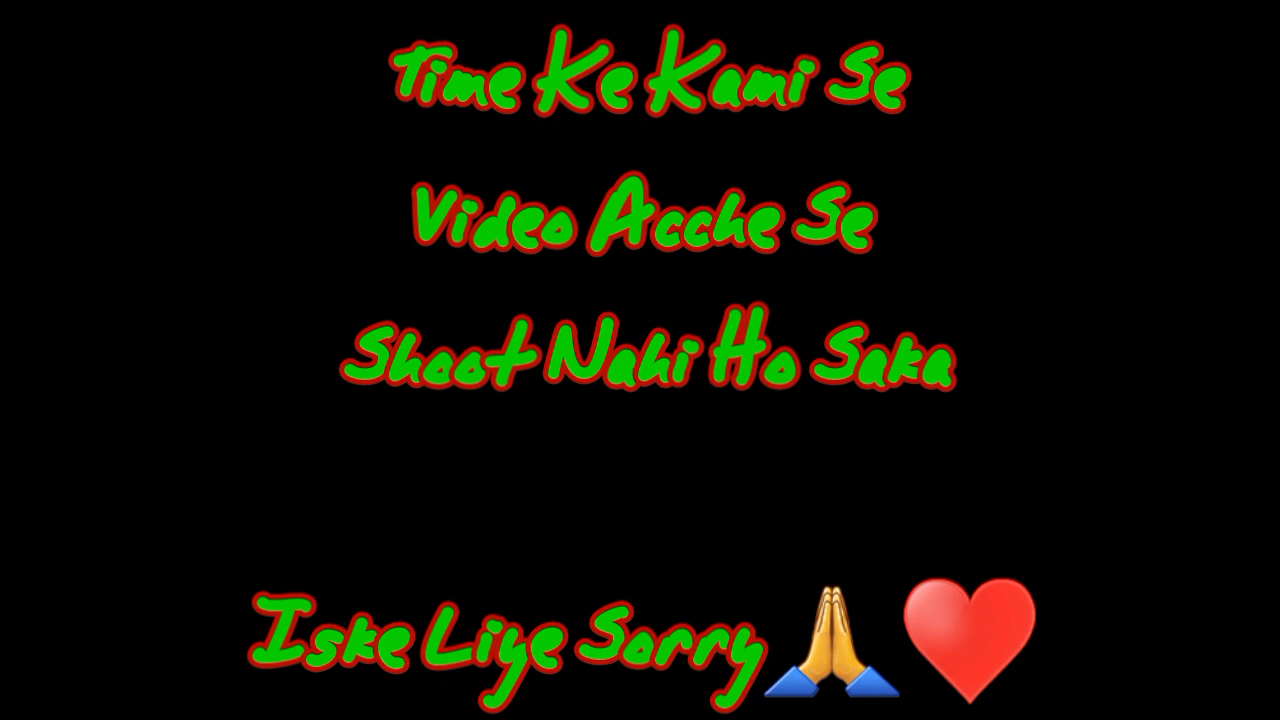 Time Ke Kami Se
Video Acche Se
Shoot Nahi Ho Saka
Iske Liye Sorry 🙏❤️